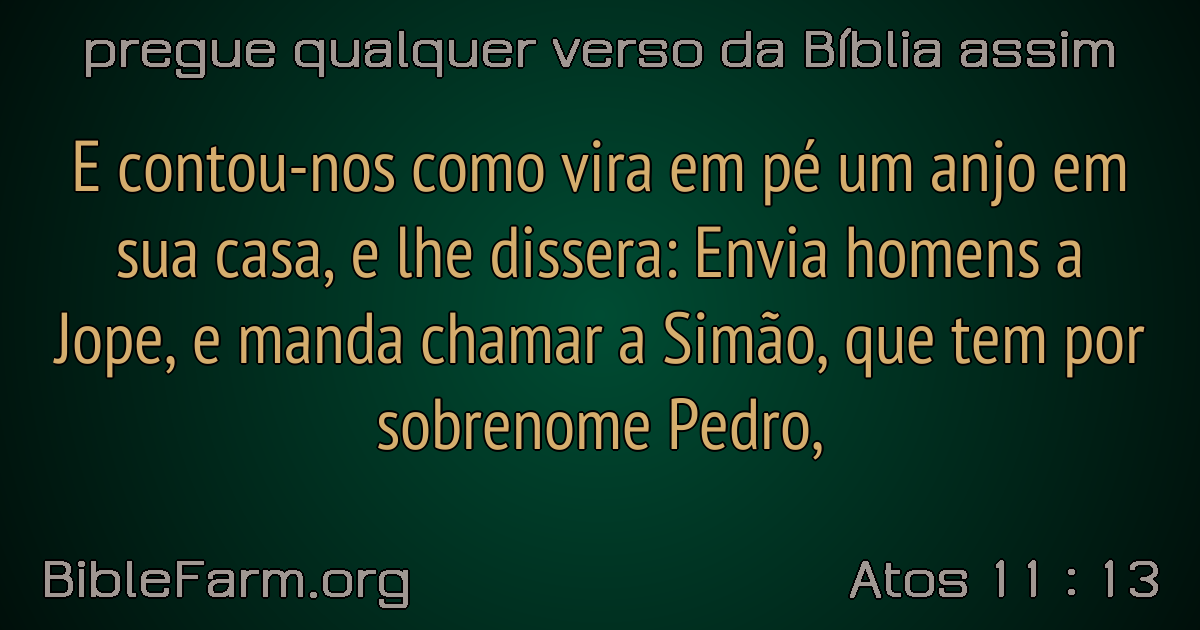 pregue qualquer verso da Bíblia assim
E contou-nos como vira em pé um anjo em
sua casa, e lhe dissera: Envia homens a
Jope, e manda chamar a Simão, que tem por
sobrenome Pedro,
BibleFarm.org
Atos 11 : 13